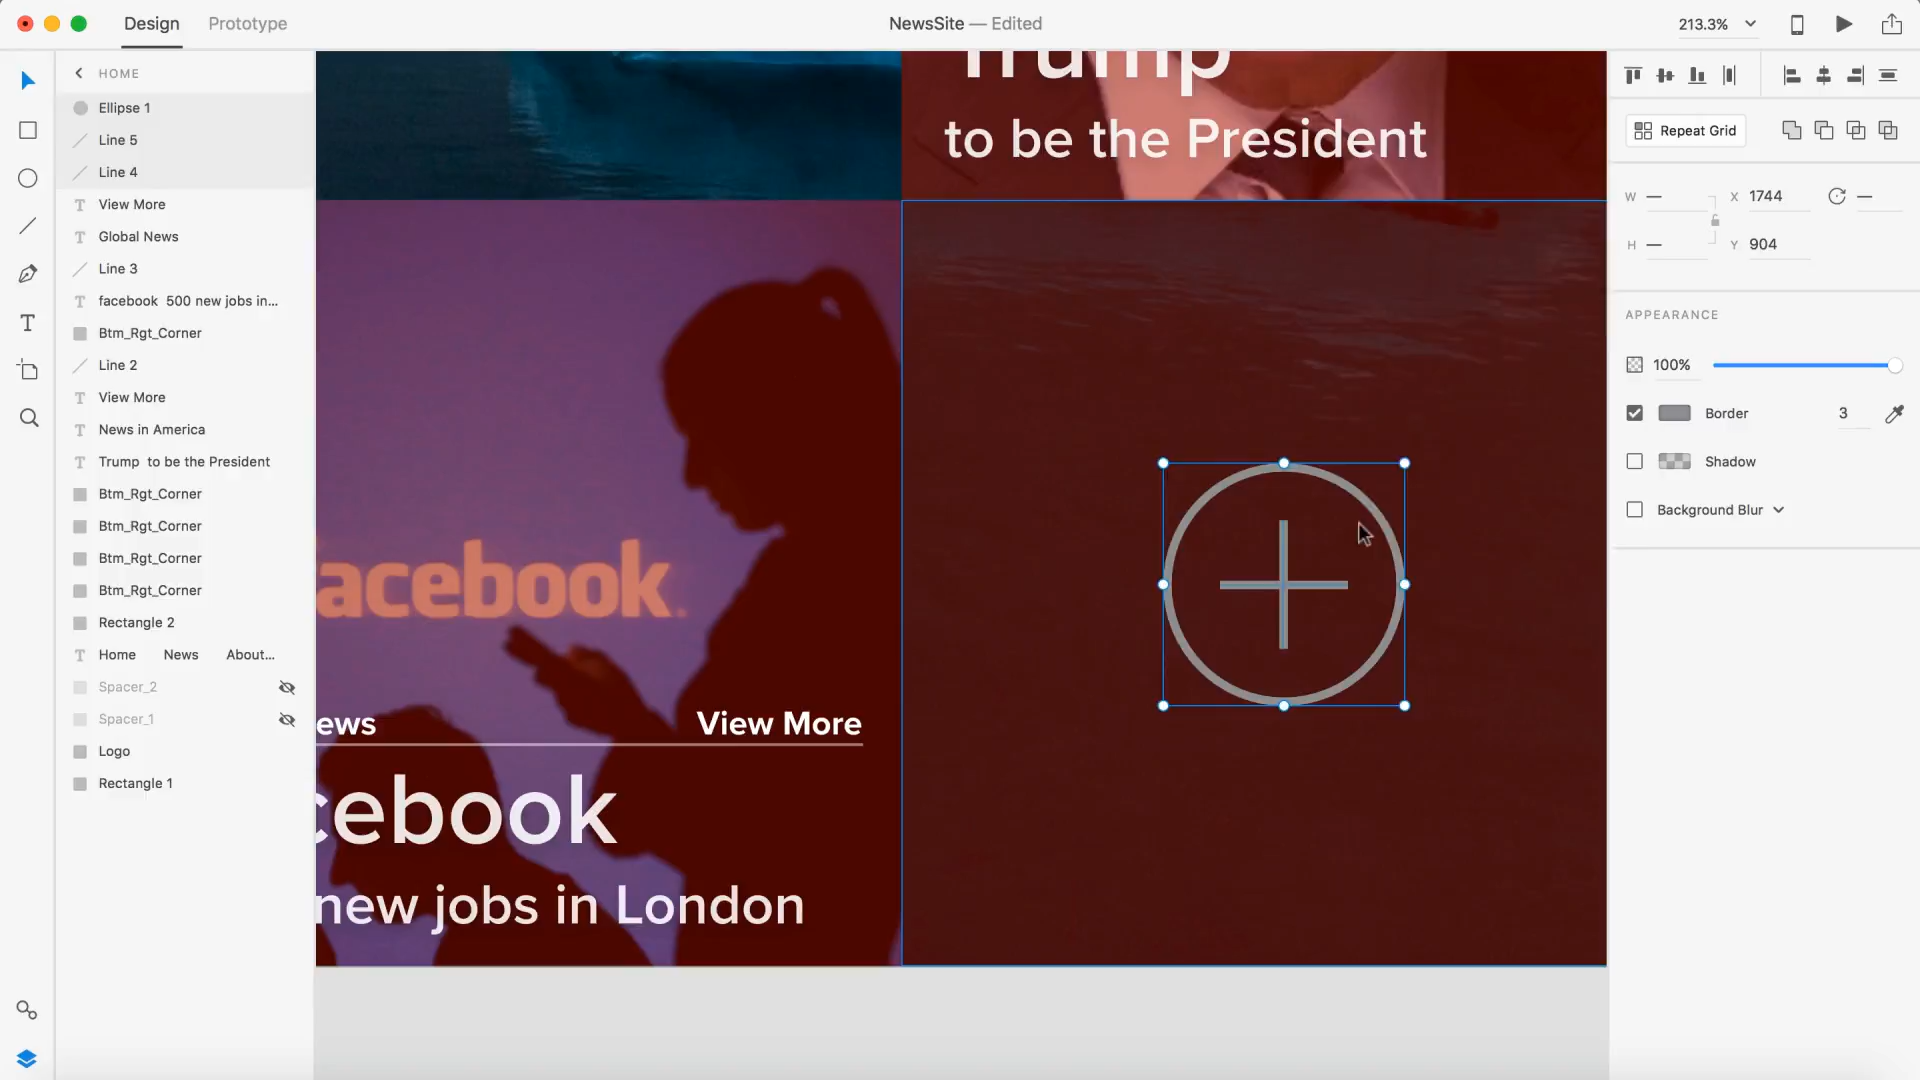 Design
Prototype
NewsSite — Edited
213.3%
HOME
Ellipse 1
Line 5
Line 4
View More
Global News
Line 3
facebook 500 new jobs in...
Btm_Rgt_Corner
Line 2
View More
News in America
Trump to be the President
Btm_Rgt_Corner
Btm_Rgt_Corner
Btm_Rgt_Corner
Btm_Rgt_Corner
Rectangle 2
Home News About...
Spacer_2
Spacer_1
Logo
Rectangle 1
Trump
to be the President
acebook.
ews
View More
cebook
new jobs in London
Repeat Grid
W —
X 1744
—
H —
Y 904
APPEARANCE
100%
Border
3
Shadow
Background Blur